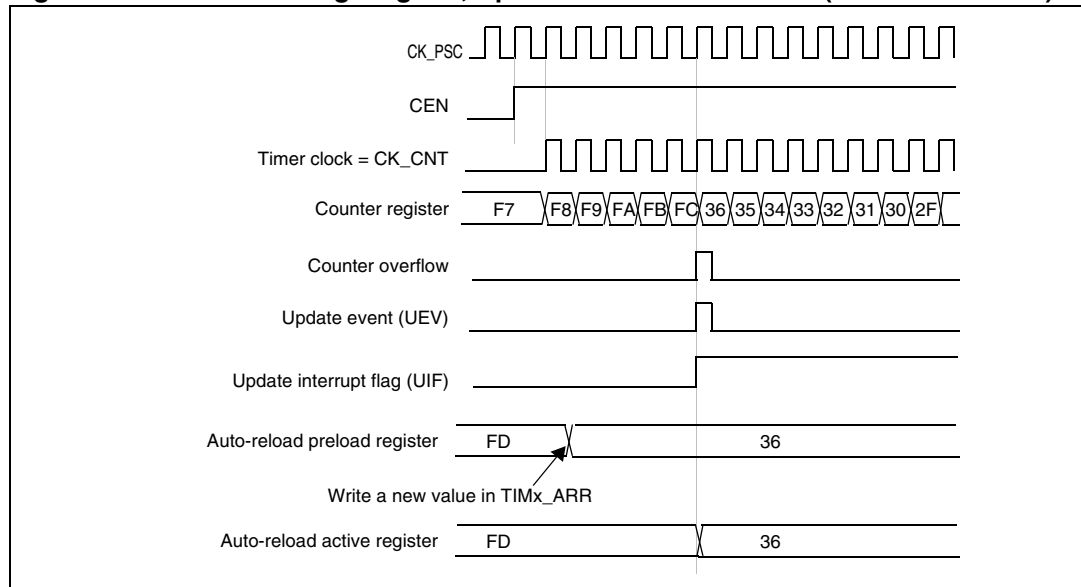 CK_PSC
CEN
Timer clock = CK_CNT
Counter register F7 F8 F9 FA FB FC 36 35 34 33 32 31 30 2F
Counter overflow
Update event (UEV)
Update interrupt flag (UIF)
Auto-reload preload register FD 36
Write a new value in TIMx_ARR
Auto-reload active register FD 36